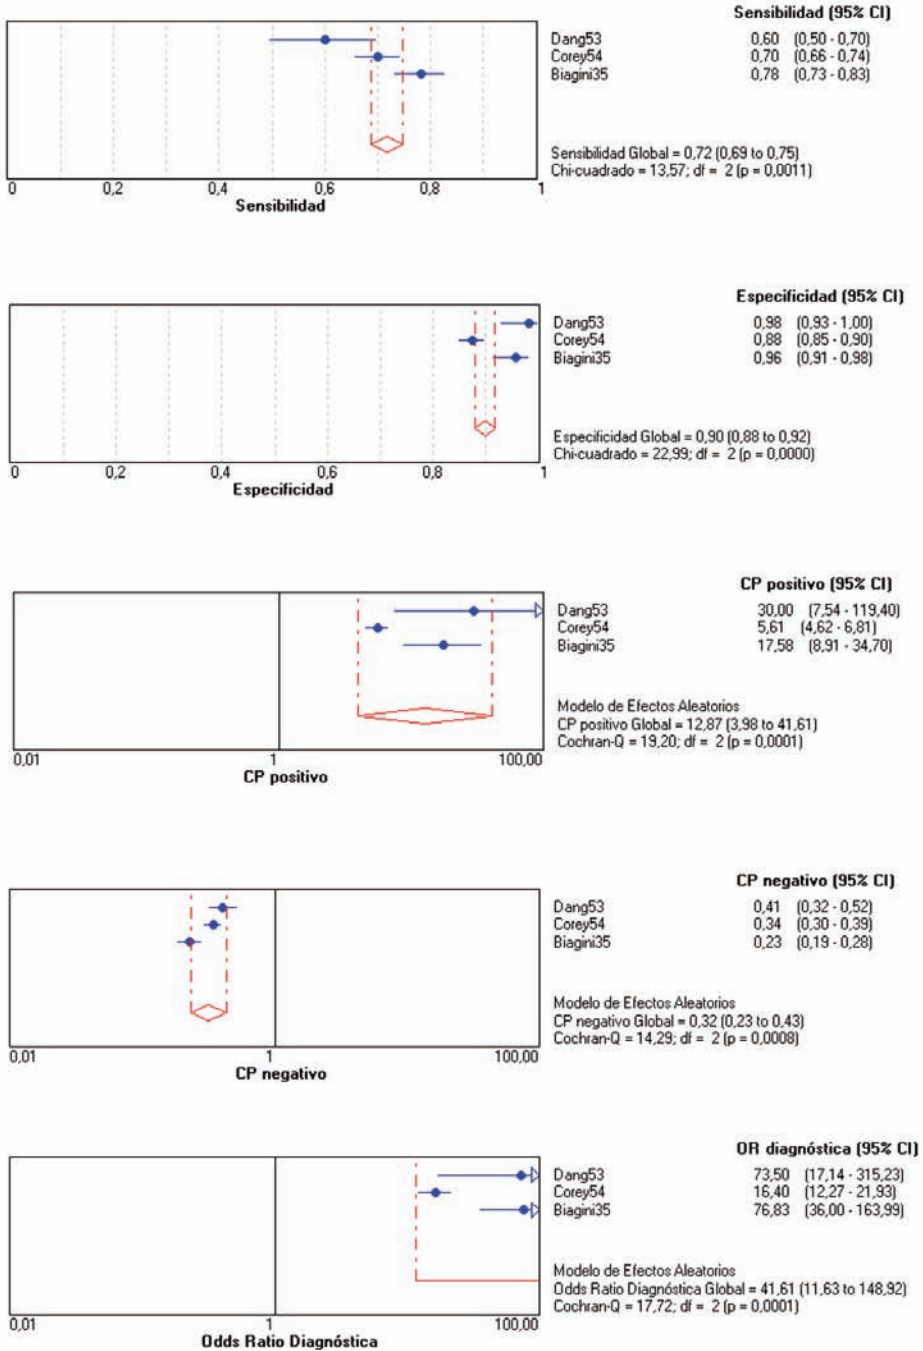 Sensibilidad (95% CI)
Dang53 0,60 (0,50 - 0,70)
Corey54 0,70 (0,66 - 0,74)
Biagini35 0,78 (0,73 - 0,83)
Sensibilidad Global = 0,72 (0,69 to 0,75)
Chi-cuadrado = 13,57; df = 2 (p = 0,0011)
0 0,2 0,4 0,6 0,8 1
Sensibilidad
Especificidad (95% CI)
Dang53 0,98 (0,93 - 1,00)
Corey54 0,88 (0,85 - 0,90)
Biagini35 0,96 (0,91 - 0,98)
Especificidad Global = 0,90 (0,88 to 0,92)
Chi-cuadrado = 22,99; df = 2 (p = 0,0000)
0 0,2 0,4 0,6 0,8 1
Especificidad
CP positivo (95% CI)
Dang53 30,00 (7,54 - 119,40)
Corey54 5,61 (4,62 - 6,81)
Biagini35 17,58 (8,91 - 34,70)
Modelo de Efectos Aleatorios
CP positivo Global = 12,87 (3,98 to 41,61)
Cochran-Q = 19,20; df = 2 (p = 0,0001)
0,01 1 100,00
CP positivo
CP negativo (95% CI)
Dang53 0,41 (0,32 - 0,52)
Corey54 0,34 (0,30 - 0,39)
Biagini35 0,23 (0,19 - 0,28)
Modelo de Efectos Aleatorios
CP negativo Global = 0,32 (0,23 to 0,43)
Cochran-Q = 14,29; df = 2 (p = 0,0008)
0,01 1 100,00
CP negativo
OR diagnóstica (95% CI)
Dang53 73,50 (17,14 - 315,23)
Corey54 16,40 (12,27 - 21,93)
Biagini35 76,83 (36,00 - 163,99)
Modelo de Efectos Aleatorios
Odds Ratio Diagnóstica Global = 41,61 (11,63 to 148,92)
Cochran-Q = 17,72; df = 2 (p = 0,0001)
0,01 1 100,00
Odds Ratio Diagnóstica